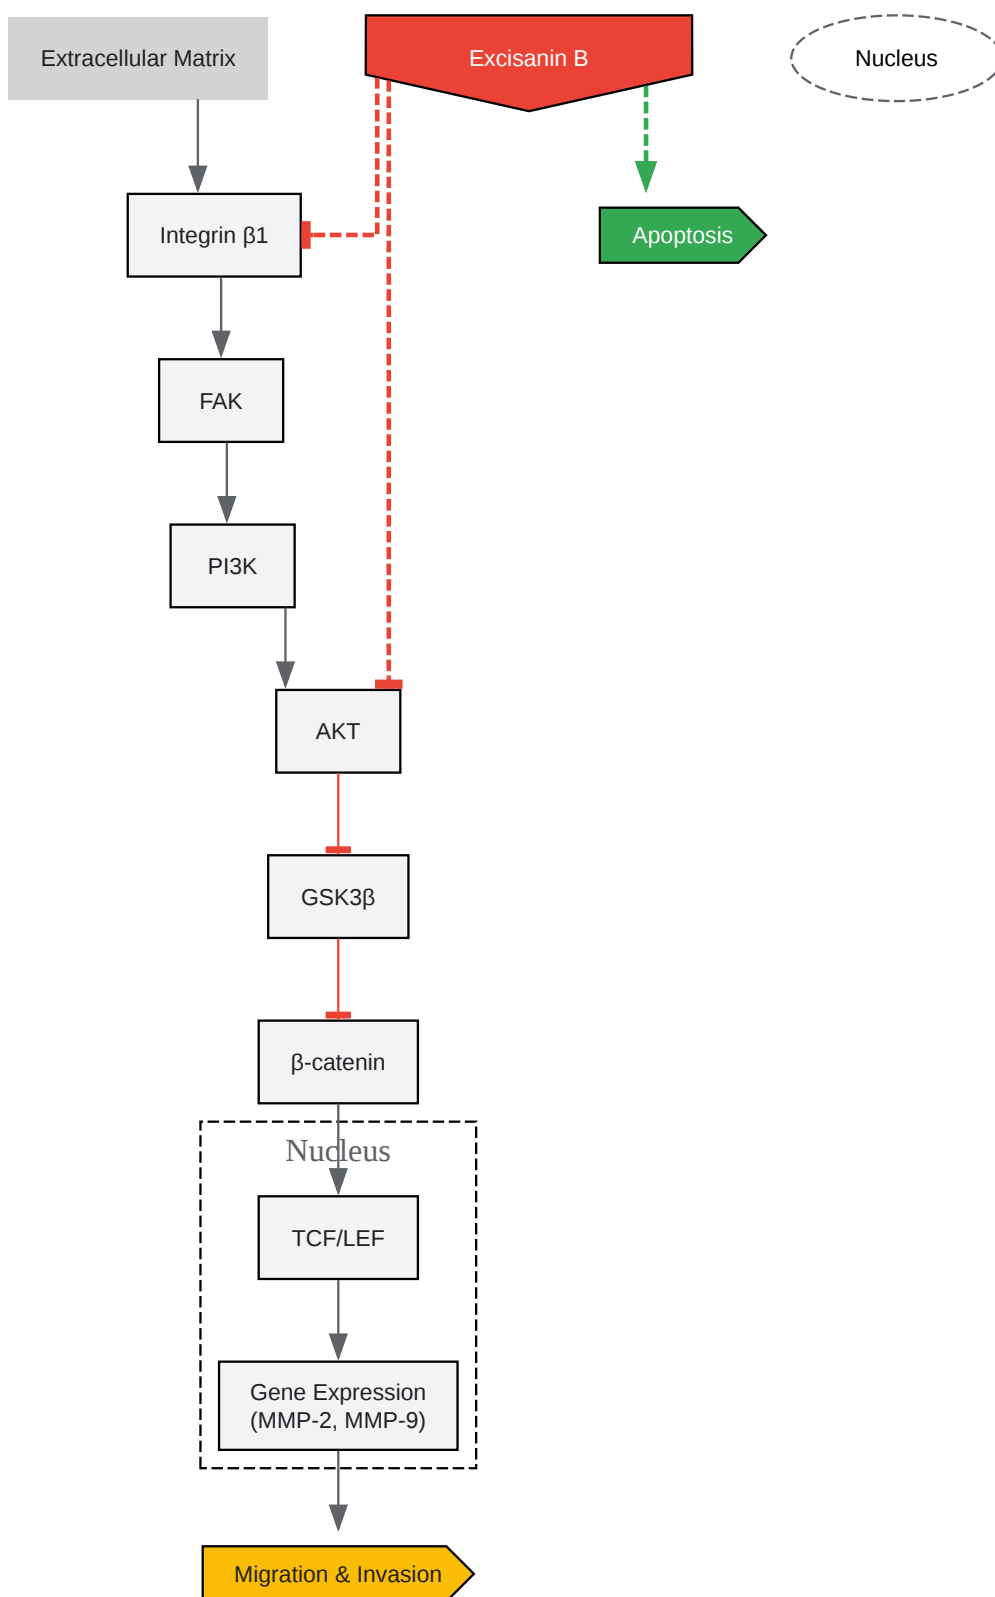 Extracellular Matrix
Excisanin B
Nucleus
Integrin β1
Apoptosis
FAK
PI3K
AKT
GSK3β
β-catenin
Nucleus
TCF/LEF
Gene Expression
(MMP-2, MMP-9)
Migration & Invasion